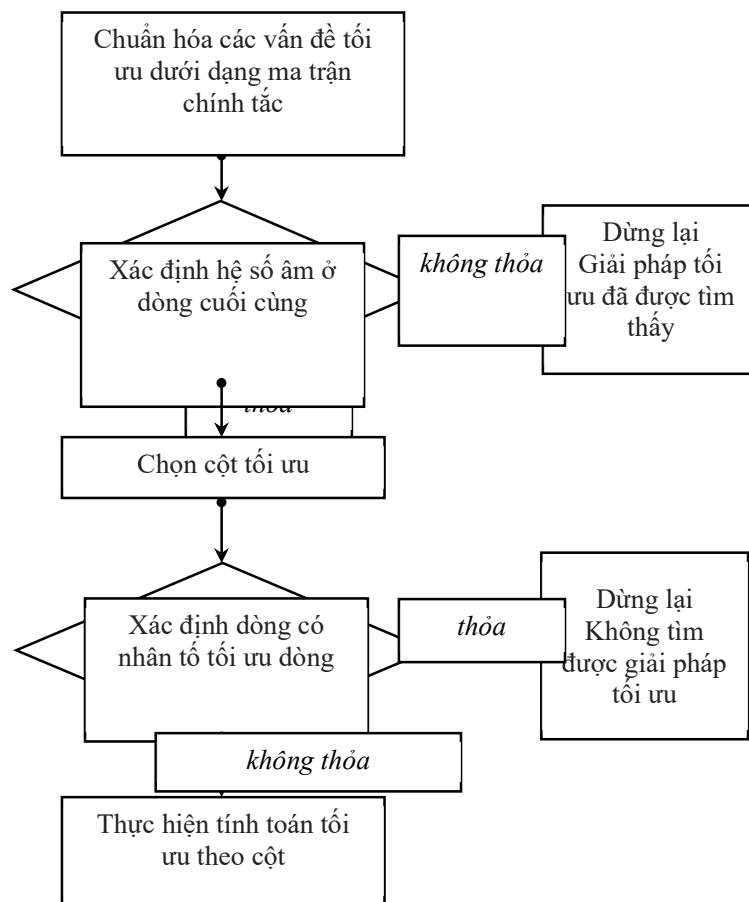 Chuẩn hóa các vấn đề tối
ưu dưới dạng ma trận
chính tắc
Xác định hệ số âm ở
dòng cuối cùng
không thỏa
Dừng lại
Giải pháp tối
ưu đã được tìm
thấy
thỏa
Chọn cột tối ưu
Xác định dòng có
nhân tố tối ưu dòng
thỏa
Dừng lại
Không tìm
được giải pháp
tối ưu
không thỏa
Thực hiện tính toán tối
ưu theo cột